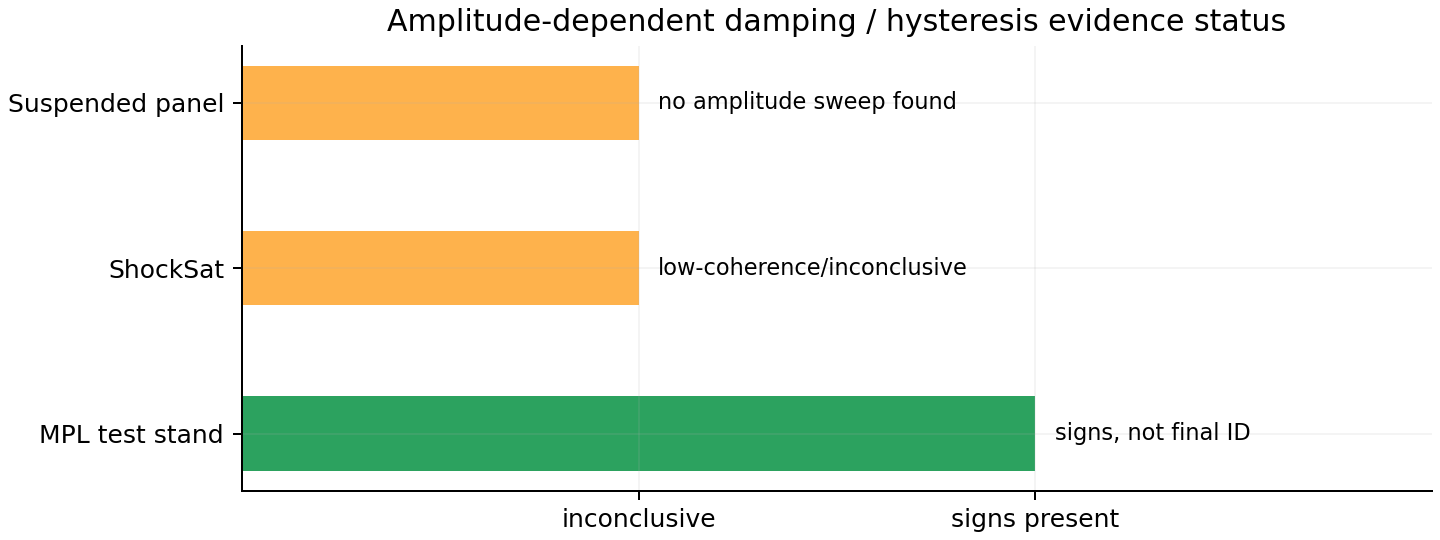 Amplitude-dependent damping / hysteresis evidence status
Suspended panel
no amplitude sweep found
ShockSat
low-coherence/inconclusive
MPL test stand
signs, not final ID
inconclusive
signs present